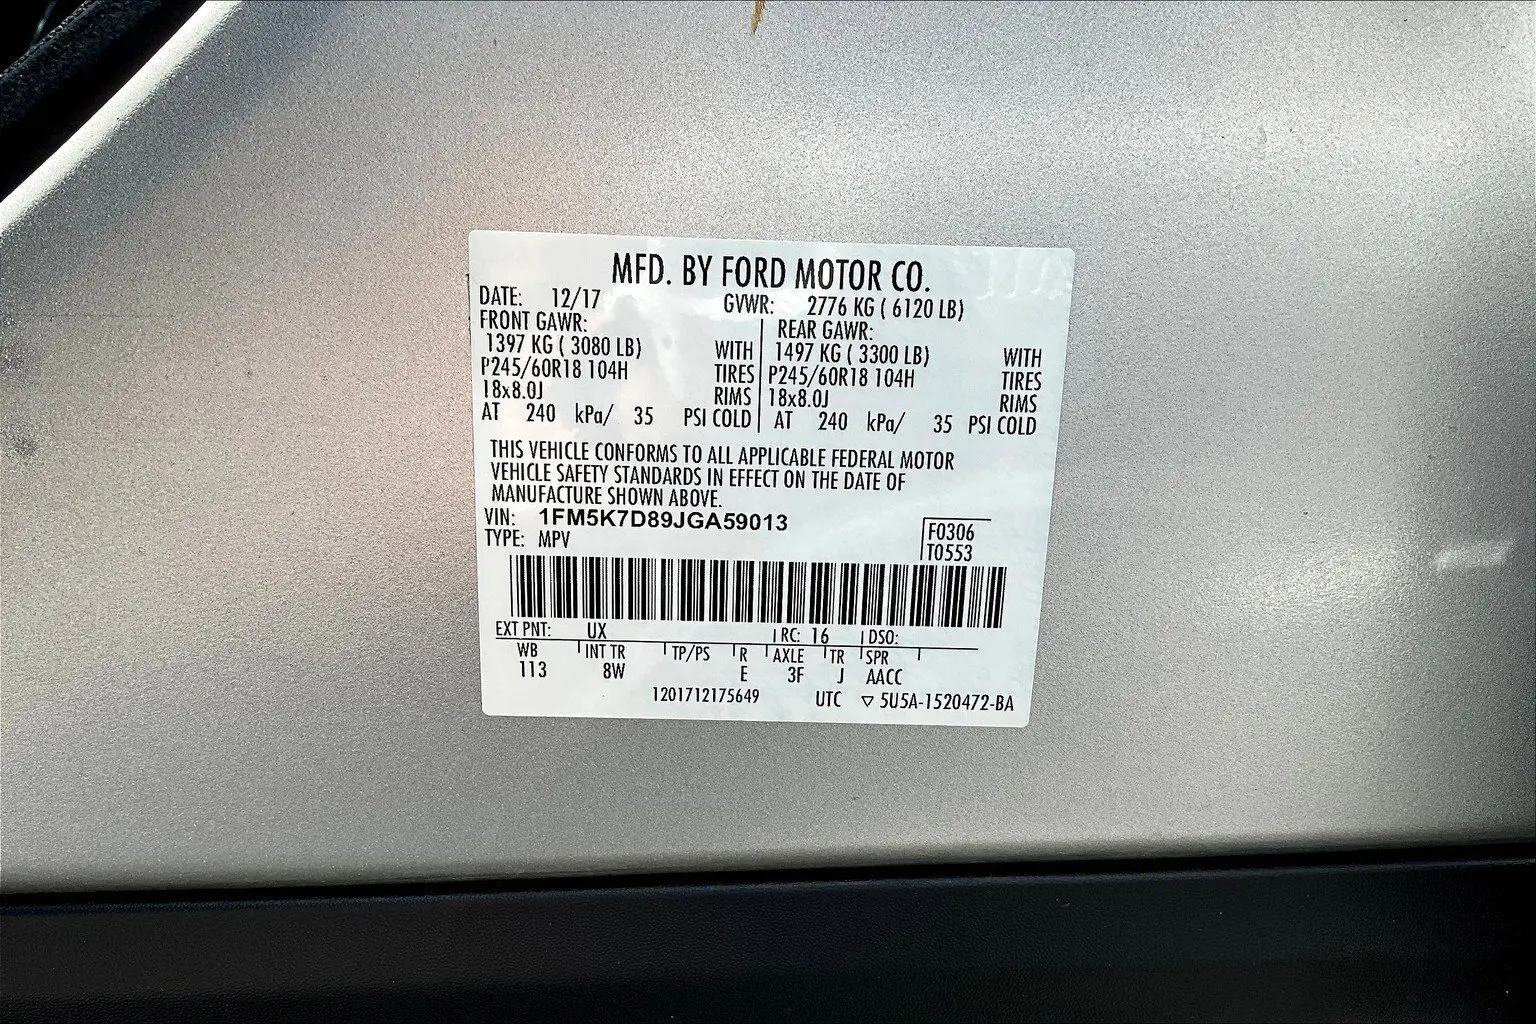 MFD. BY FORD MOTOR CO.
DATE: 12/17 GVWR: 2776 KG ( 6120 LB)
FRONT GAWR: REAR GAWR:
1397 KG ( 3080 LB) WITH 1497 KG ( 3300 LB) WITH
P245/60R18 104H TIRES P245/60R18 104H TIRES
18x8.0J RIMS 18x8.0J RIMS
AT 240 kPa/ 35 PSI COLD AT 240 kPa/ 35 PSI COLD
THIS VEHICLE CONFORMS TO ALL APPLICABLE FEDERAL MOTOR
VEHICLE SAFETY STANDARDS IN EFFECT ON THE DATE OF
MANUFACTURE SHOWN ABOVE.
VIN: 1FM5K7D89JGA59013 F0306
TYPE: MPV T0553
EXT PNT: UX RC: 16 DSO:
WB INT TR TP/PS R AXLE TR SPR
113 8W E 3F J AACC
1201712175649 UTC ▽ 5U5A-1520472-BA